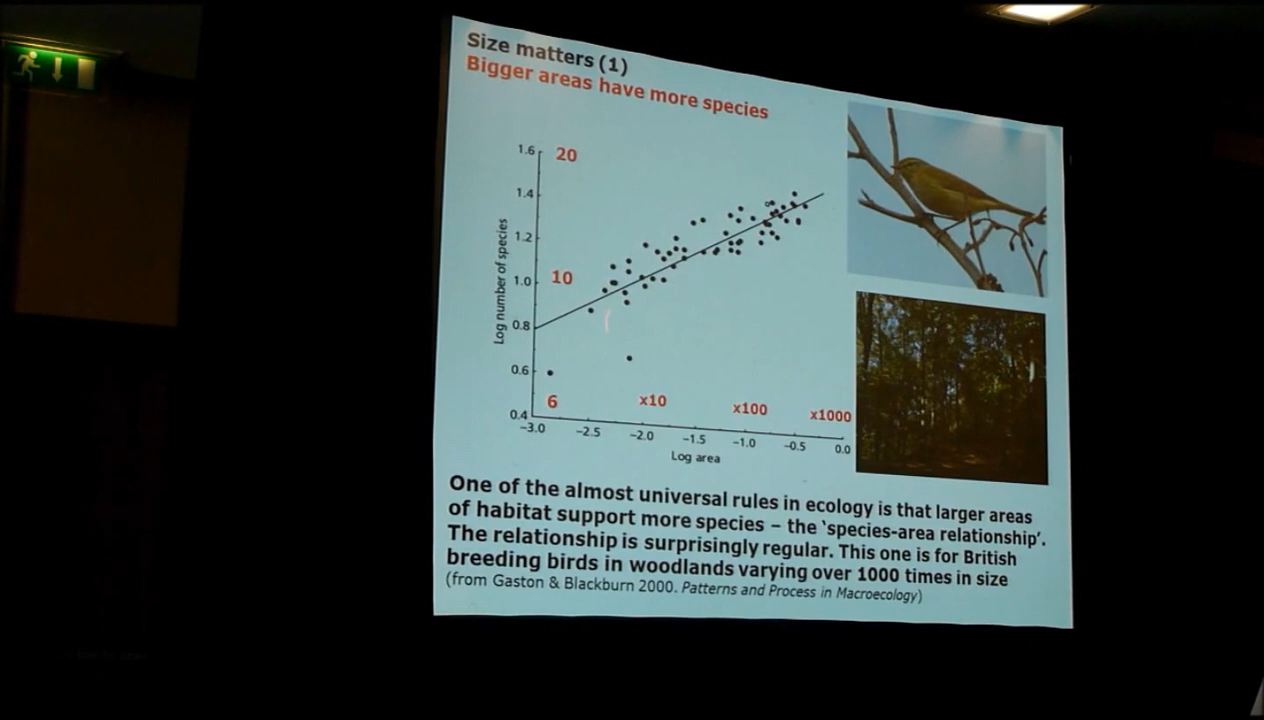 Size matters (1)
Bigger areas have more species
1.6
20
1.4
1.2
10
1.0
0.8
0.6
0.4
Log number of species
6
x10
x100
x1000
−3.0
−2.5
−2.0
−1.5
−1.0
−0.5
0.0
Log area
One of the almost universal rules in ecology is that larger areas
of habitat support more species – the ‘species-area relationship’.
The relationship is surprisingly regular. This one is for British
breeding birds in woodlands varying over 1000 times in size
(from Gaston & Blackburn 2000. Patterns and Process in Macroecology)